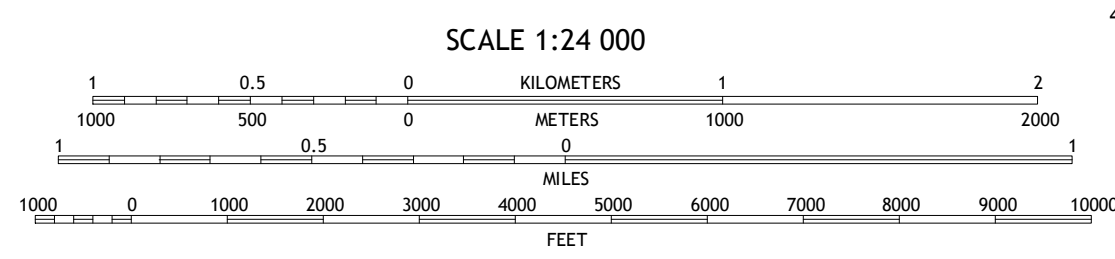 4
SCALE 1:24 000
1 0.5 0 KILOMETERS 1 2
1000 500 0 METERS 1000 2000
1 0.5 0 1
MILES
1000 0 1000 2000 3000 4000 5000 6000 7000 8000 9000 10000
FEET